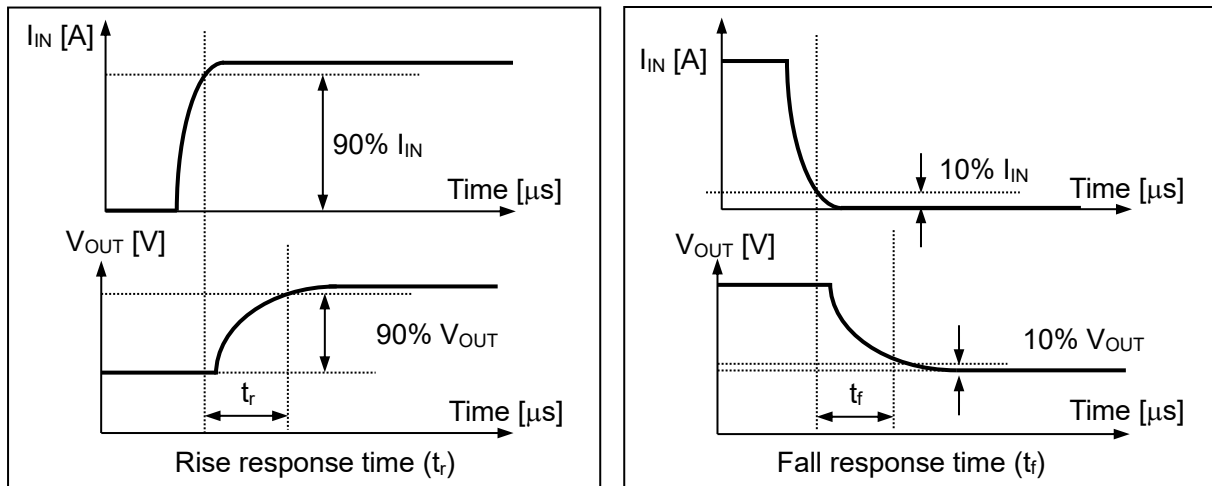 I_IN [A]
90% I_IN
Time [μs]
V_OUT [V]
90% V_OUT
t_r
Time [μs]
Rise response time (t_r)
I_IN [A]
10% I_IN
Time [μs]
V_OUT [V]
10% V_OUT
t_f
Time [μs]
Fall response time (t_f)